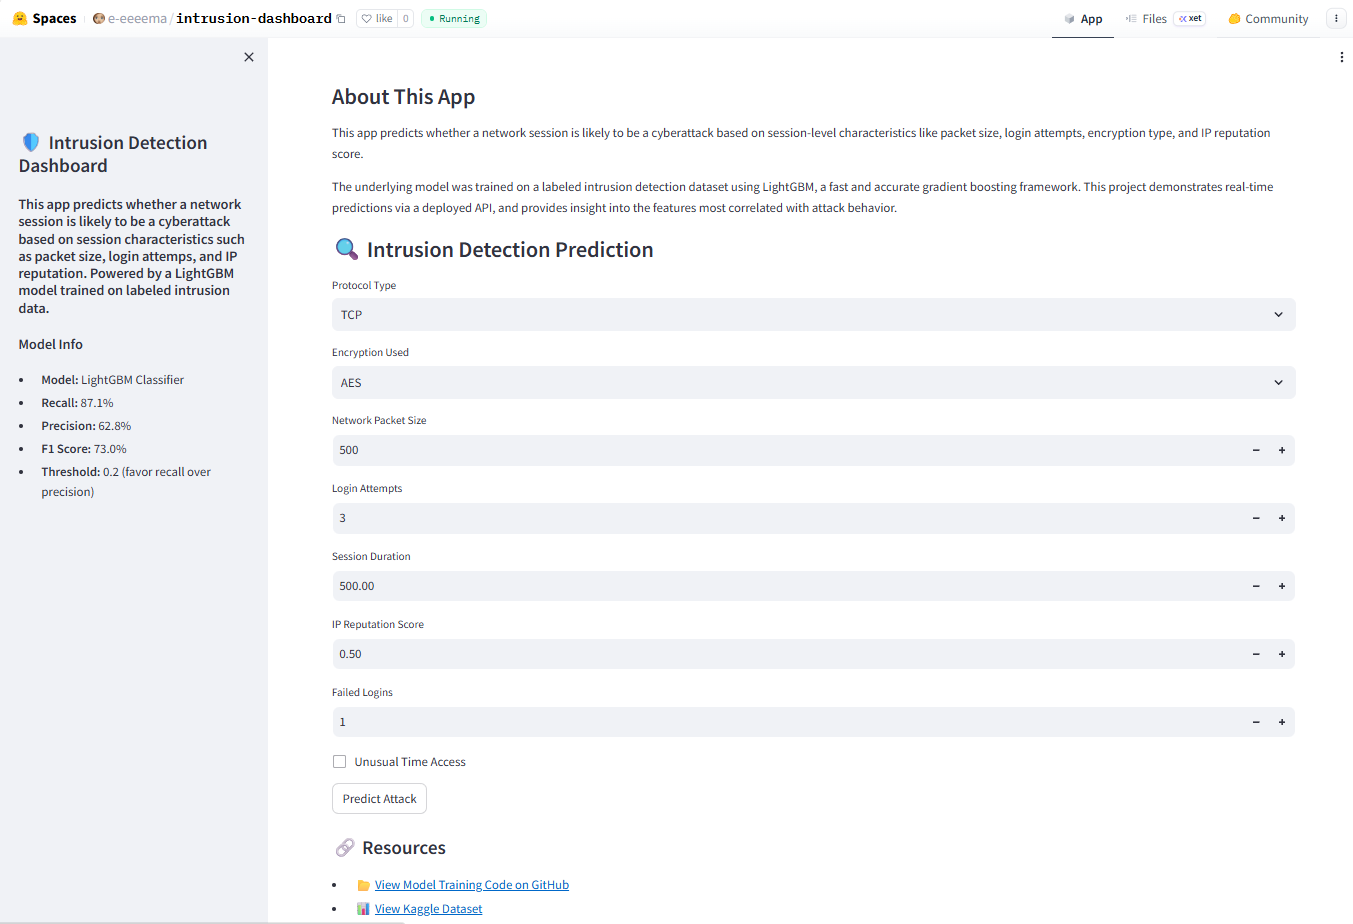 Spaces e-eeeema / intrusion-dashboard like 0 Running App Files xet Community
Intrusion Detection
Dashboard
This app predicts whether a network
session is likely to be a cyberattack
based on session characteristics such
as packet size, login attemps, and IP
reputation. Powered by a LightGBM
model trained on labeled intrusion
data.
Model Info
Model: LightGBM Classifier
Recall: 87.1%
Precision: 62.8%
F1 Score: 73.0%
Threshold: 0.2 (favor recall over
precision)
About This App
This app predicts whether a network session is likely to be a cyberattack based on session-level characteristics like packet size, login attempts, encryption type, and IP reputation
score.
The underlying model was trained on a labeled intrusion detection dataset using LightGBM, a fast and accurate gradient boosting framework. This project demonstrates real-time
predictions via a deployed API, and provides insight into the features most correlated with attack behavior.
Intrusion Detection Prediction
Protocol Type
TCP
Encryption Used
AES
Network Packet Size
500
Login Attempts
3
Session Duration
500.00
IP Reputation Score
0.50
Failed Logins
1
Unusual Time Access
Predict Attack
Resources
View Model Training Code on GitHub
View Kaggle Dataset